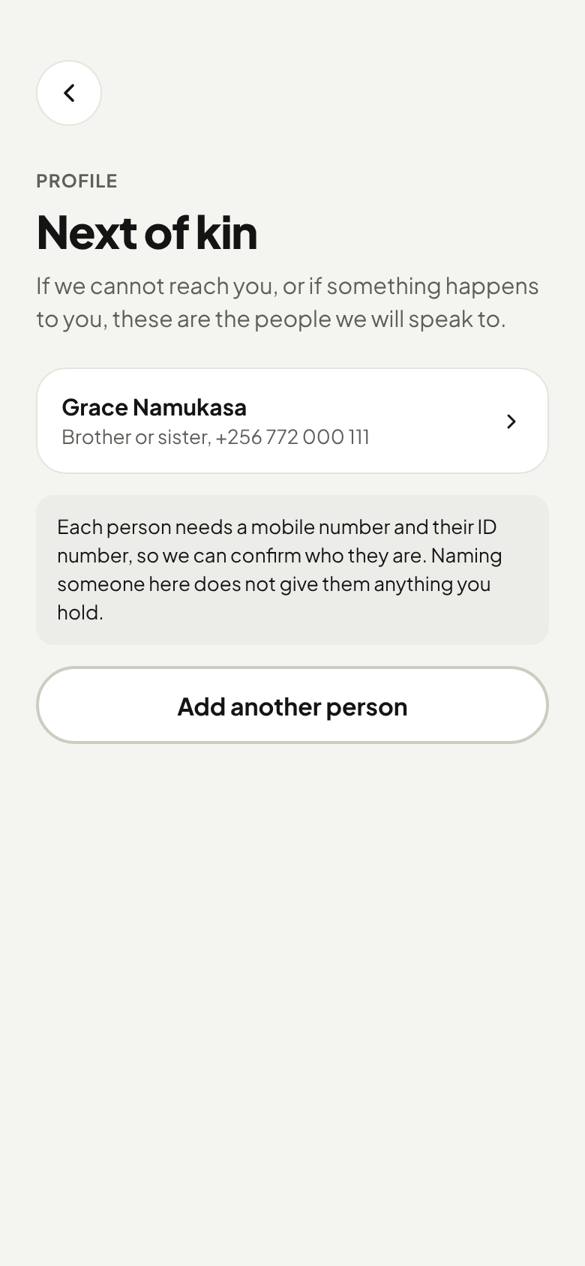 PROFILE
Next of kin
If we cannot reach you, or if something happens
to you, these are the people we will speak to.
Grace Namukasa
Brother or sister, +256 772 000 111
Each person needs a mobile number and their ID
number, so we can confirm who they are. Naming
someone here does not give them anything you
hold.
Add another person